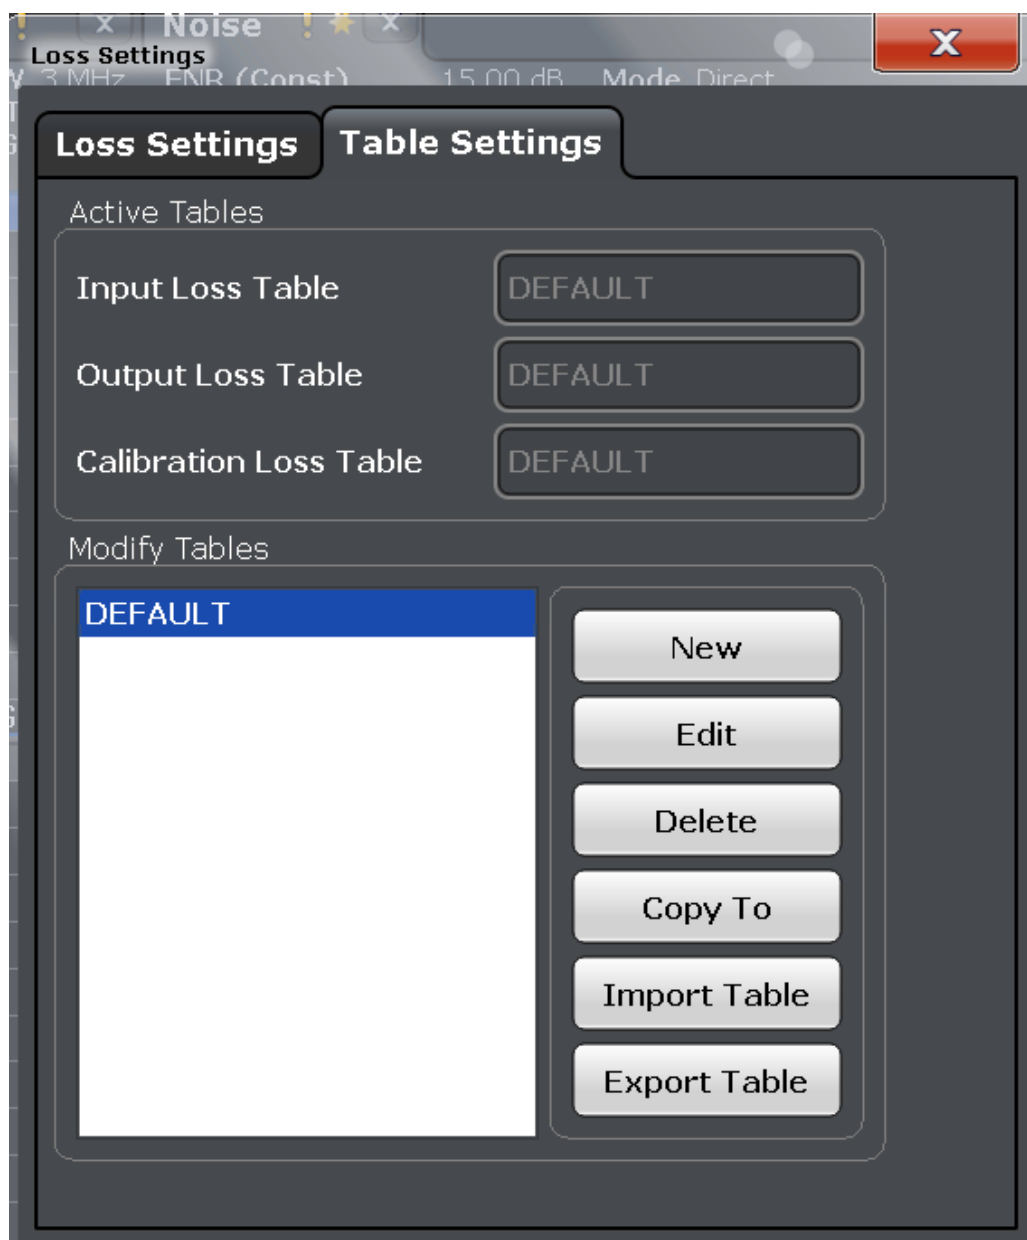 ! x Noise ! x
Loss Settings
x
V 3 MHz ENR (Const) 15.00 dB Mode Direct
Loss Settings Table Settings
Active Tables
Input Loss Table DEFAULT
Output Loss Table DEFAULT
Calibration Loss Table DEFAULT
Modify Tables
DEFAULT
New
Edit
Delete
Copy To
Import Table
Export Table